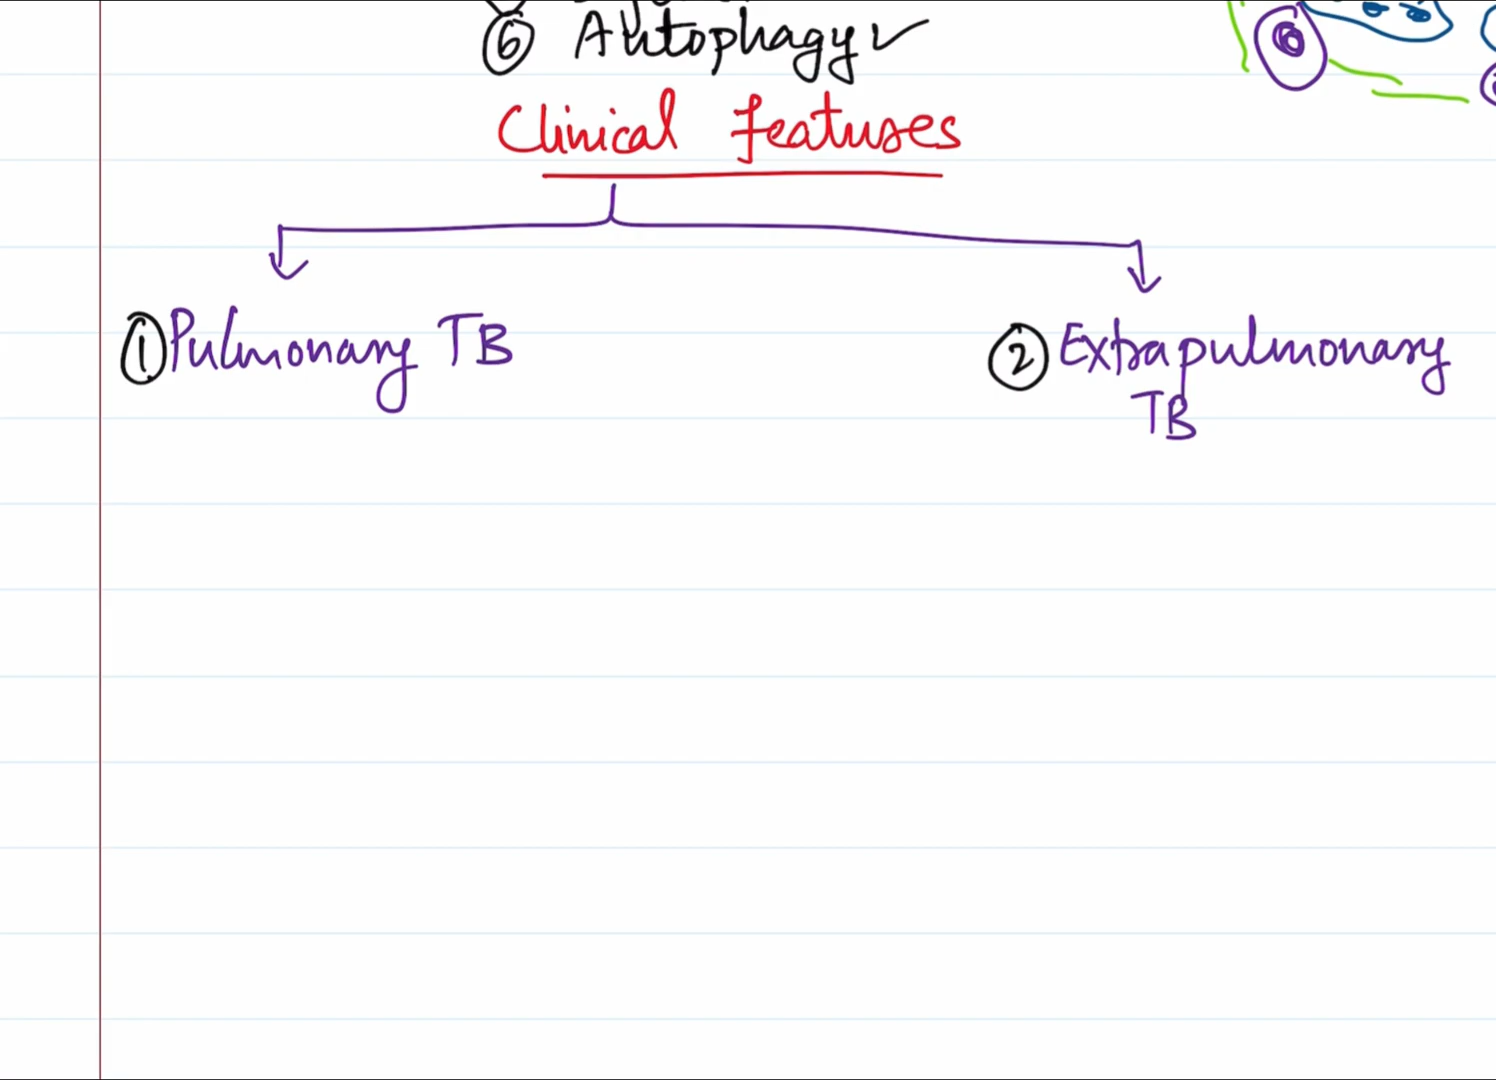 ⑥ Autophagy ✓
Clinical features
① Pulmonary TB
② Extrapulmonary
TB